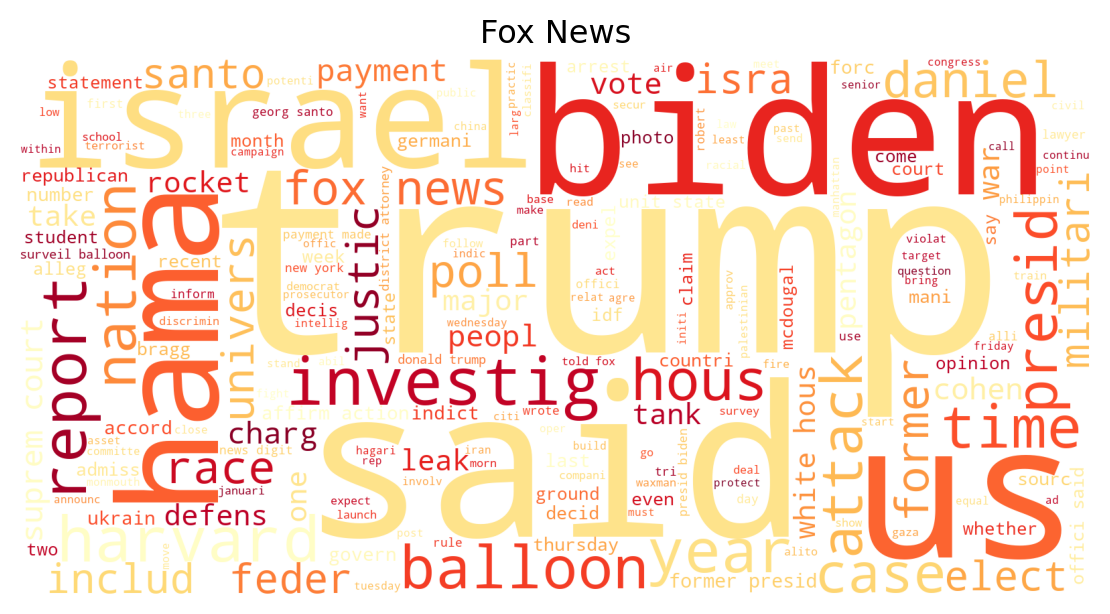 Fox News
statement
santo
payment
israel
biden
vote
isra
forc
daniel
air
congress
senior
arrest
potenti
public
want
larg
practic
classifi
secur
robert
first
three
low
georg santo
china
school
terrorist
month
campaign
germani
photo
see
hit
least
past
send
racial
come
court
civil
lawyer
call
continu
point
within
republican
number
take
student
surveil balloon
alleg
nation
rocket
hama
fox news
trump
base
make
read
deni
unit state
manhattan
pentagon
philippin
say
war
militari
presid
univers
recent
inform
discrimin
bragg
payment made
offic
week
new york
democrat
prosecutor
decis
intellig
justic
state
district attorney
follow
indic
poll
major
wednesday
peopl
part
act
offici
relat
agre
idf
initi
claim
palestinian
approv
mcdougal
violat
target
question
bring
mani
train
alli
friday
use
report
suprem court
donald trump
told fox
countri
fire
opinion
cohen
investig
hous
tank
survey
attack
former
time
affirm action
indict
citi
wrote
accord
close
charg
news digit
asset
committe
admiss
monmouth
race
said
hagari
rep
iran
morn
leak
involv
last
compani
build
go
tri
waxman
protect
presid biden
deal
day
white hous
start
us
equal
sourc
ad
offici said
announc
januari
one
expect
launch
ground
decid
even
must
show
gaza
whether
ukrain
defens
two
harvard
move
govern
post
rule
thursday
year
alito
includ
feder
tuesday
balloon
former presid
case
elect